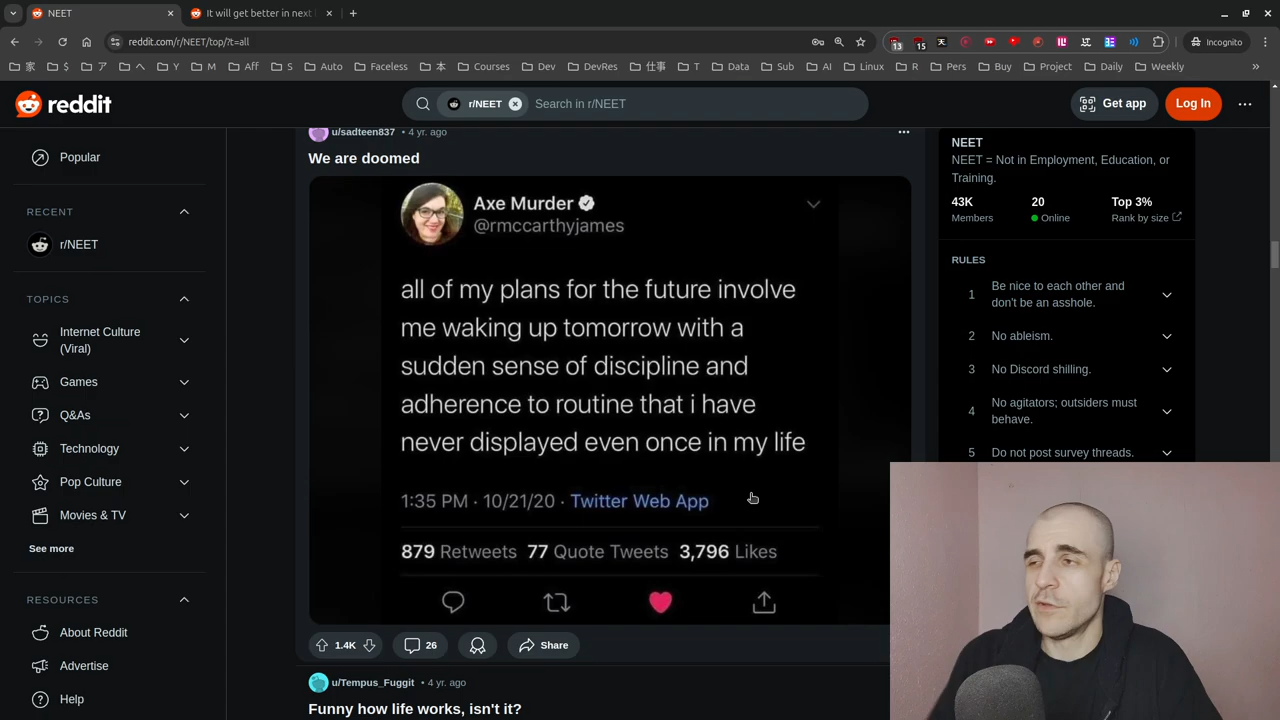 NEET
It will get better in next
reddit.com/r/NEET/top/?t=all
13
15
Incognito
家
$
ア
へ
Y
M
Aff
S
Auto
Faceless
本
Courses
Dev
DevRes
仕事
T
Data
Sub
AI
Linux
R
Pers
Buy
Project
Daily
Weekly
reddit
r/NEET
Search in r/NEET
Get app
Log In
Popular
RECENT
r/NEET
TOPICS
Internet Culture
(Viral)
Games
Q&As
Technology
Pop Culture
Movies & TV
See more
RESOURCES
About Reddit
Advertise
Help
u/sadteen837 • 4 yr. ago
We are doomed
Axe Murder
@rmccarthyjames
all of my plans for the future involve
me waking up tomorrow with a
sudden sense of discipline and
adherence to routine that i have
never displayed even once in my life
1:35 PM · 10/21/20 · Twitter Web App
879 Retweets 77 Quote Tweets 3,796 Likes
1.4K
26
Share
u/Tempus_Fuggit • 4 yr. ago
Funny how life works, isn't it?
NEET
NEET = Not in Employment, Education, or
Training.
43K 20 Top 3%
Members Online Rank by size
RULES
1 Be nice to each other and
don't be an asshole.
2 No ableism.
3 No Discord shilling.
4 No agitators; outsiders must
behave.
5 Do not post survey threads.